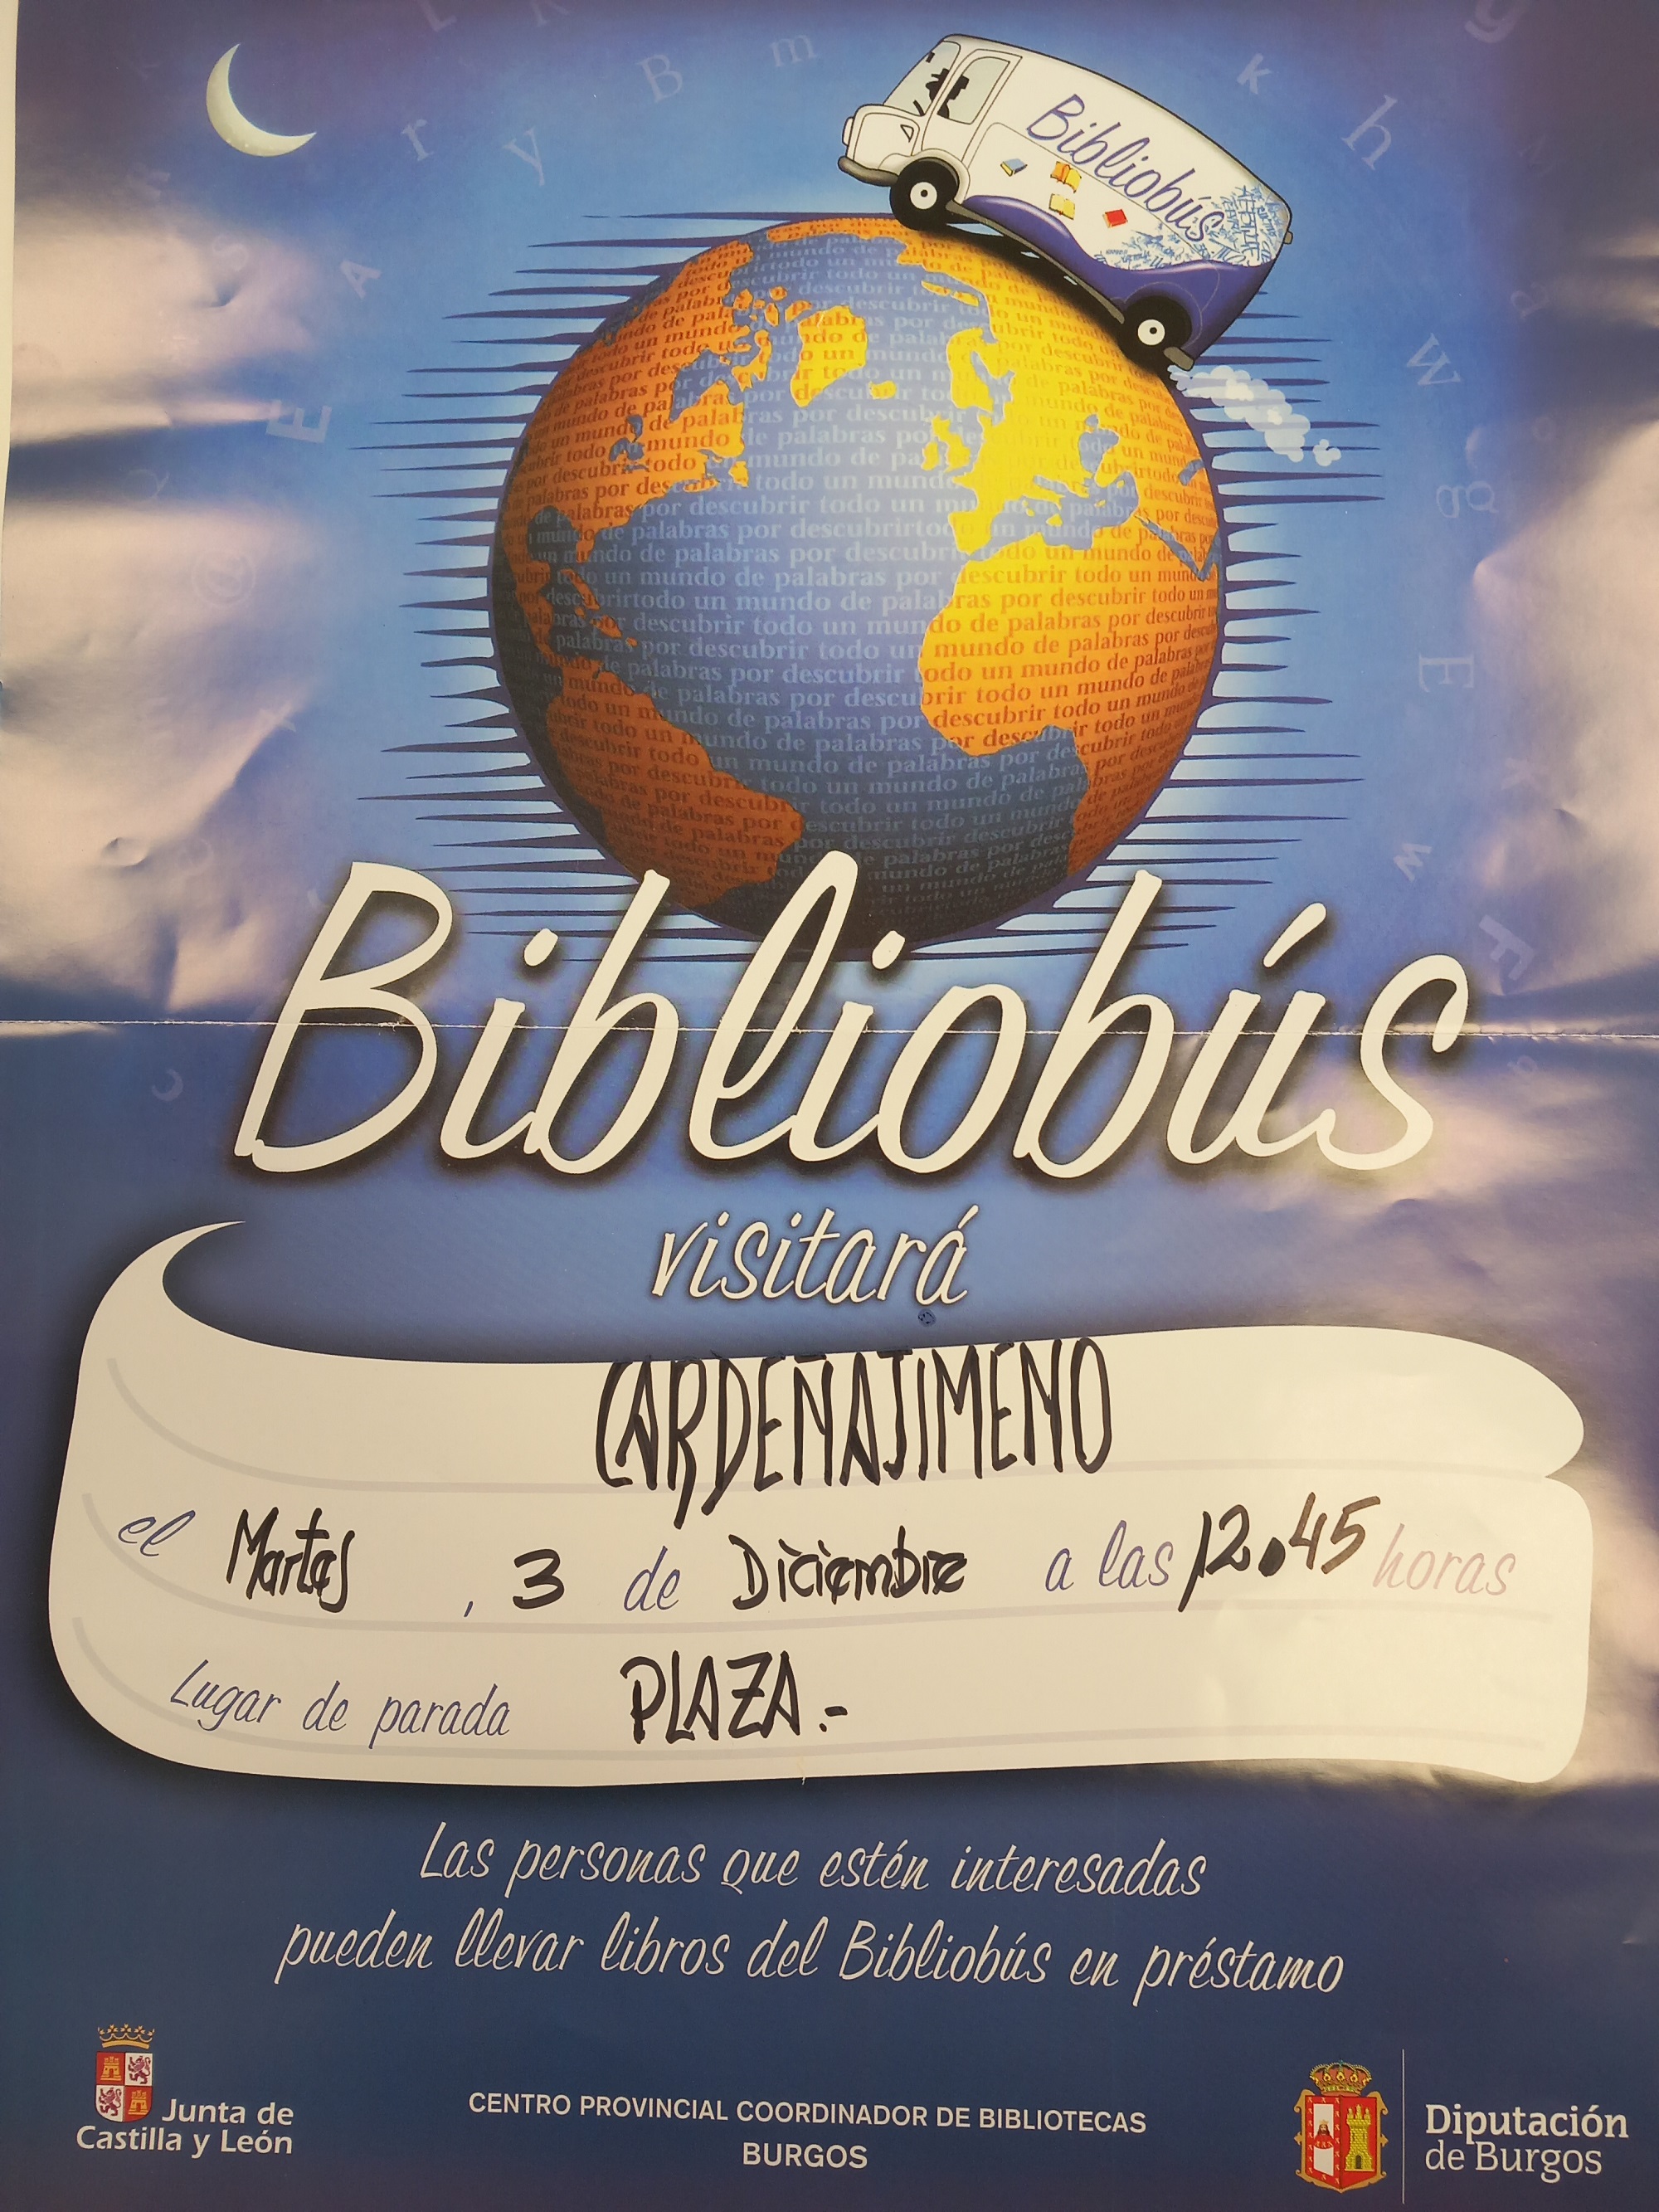 Bibliobús
Bibliobús
visitará
CARDEÑAJIMENO
el Martes, 3 de Diciembre a las 12.45 horas
Lugar de parada PLAZA.-
Las personas que estén interesadas
pueden llevar libros del Bibliobús en préstamo
Junta de
Castilla y León
CENTRO PROVINCIAL COORDINADOR DE BIBLIOTECAS
BURGOS
Diputación
de Burgos